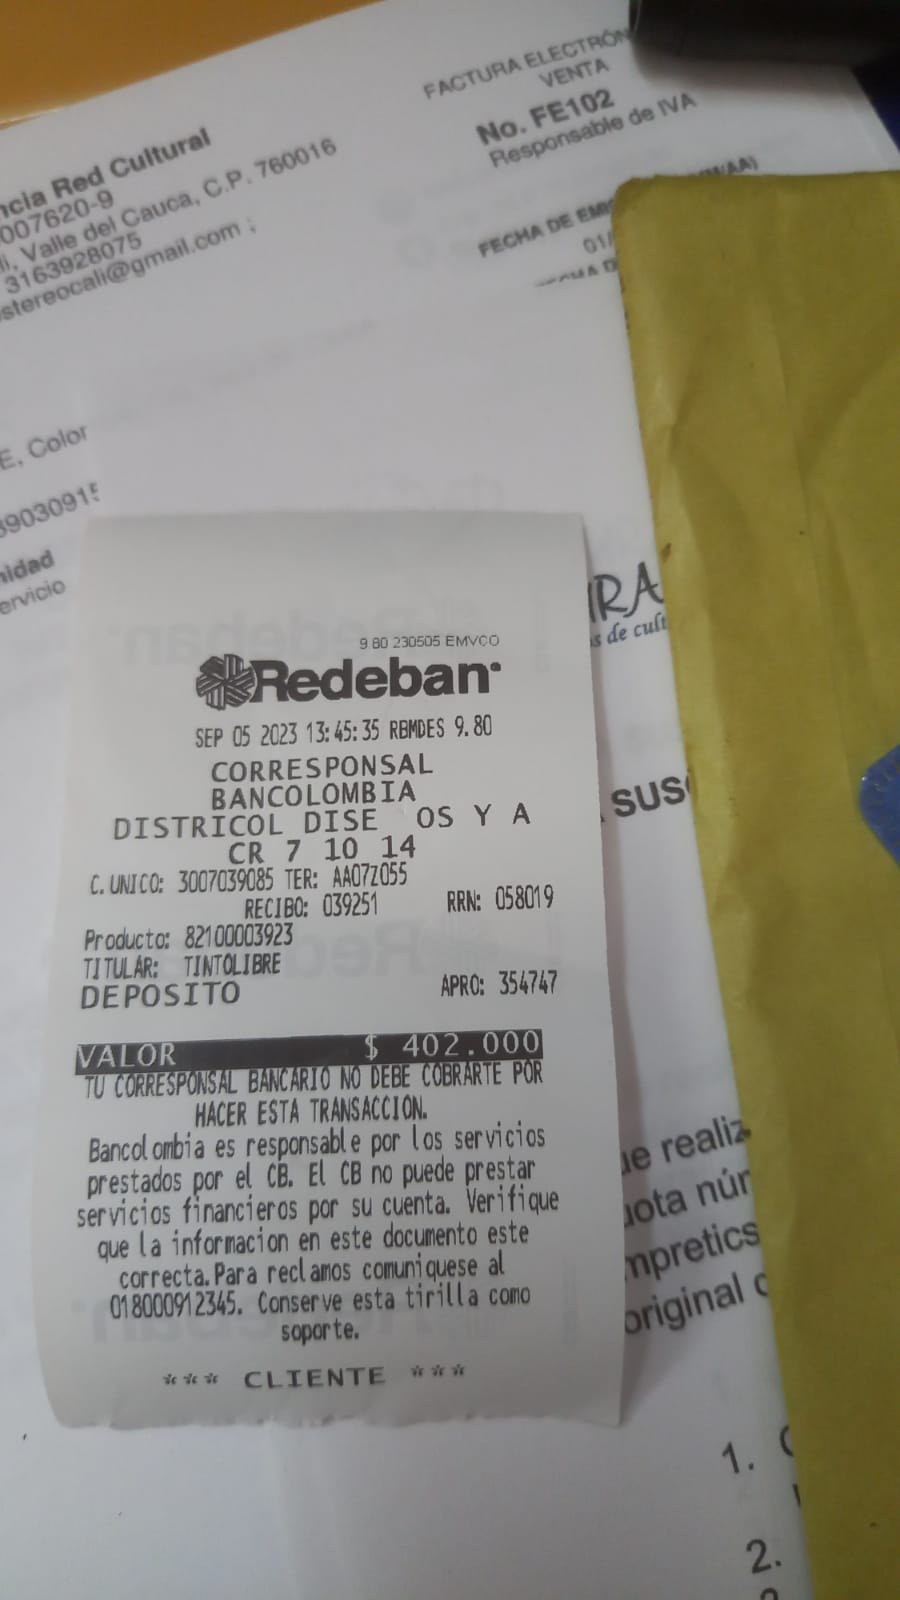 FACTURA ELECTRÓN
VENTA
No. FE102
Responsable de IVA
FECHA DE EMI
01/
ncia Red Cultural
007620-9
li, Valle del Cauca, C.P. 760016
3163928075
ostereocali@gmail.com ;
E, Color
nidad
ervicio
IRA
s de cult
9 80 230505 EMVCO
Redeban
SEP 05 2023 13:45:35 RBMDES 9.80
CORRESPONSAL
BANCOLOMBIA
DISTRICOL DISE OS Y A
CR 7 10 14
C.UNICO: 3007039085 TER: AA07Z055
RECIBO: 039251 RRN: 058019
Producto: 82100003923
TITULAR: TINTOLIBRE
DEPOSITO APRO: 354747
VALOR $ 402.000
TU CORRESPONSAL BANCARIO NO DEBE COBRARTE POR
HACER ESTA TRANSACCION.
Bancolombia es responsable por los servicios
prestados por el CB. El CB no puede prestar
servicios financieros por su cuenta. Verifique
que la informacion en este documento este
correcta.Para reclamos comuniquese al
018000912345. Conserve esta tirilla como
soporte.
*** CLIENTE ***
SUS
ue realiz
uota núm
mpretics
original
1.
2.